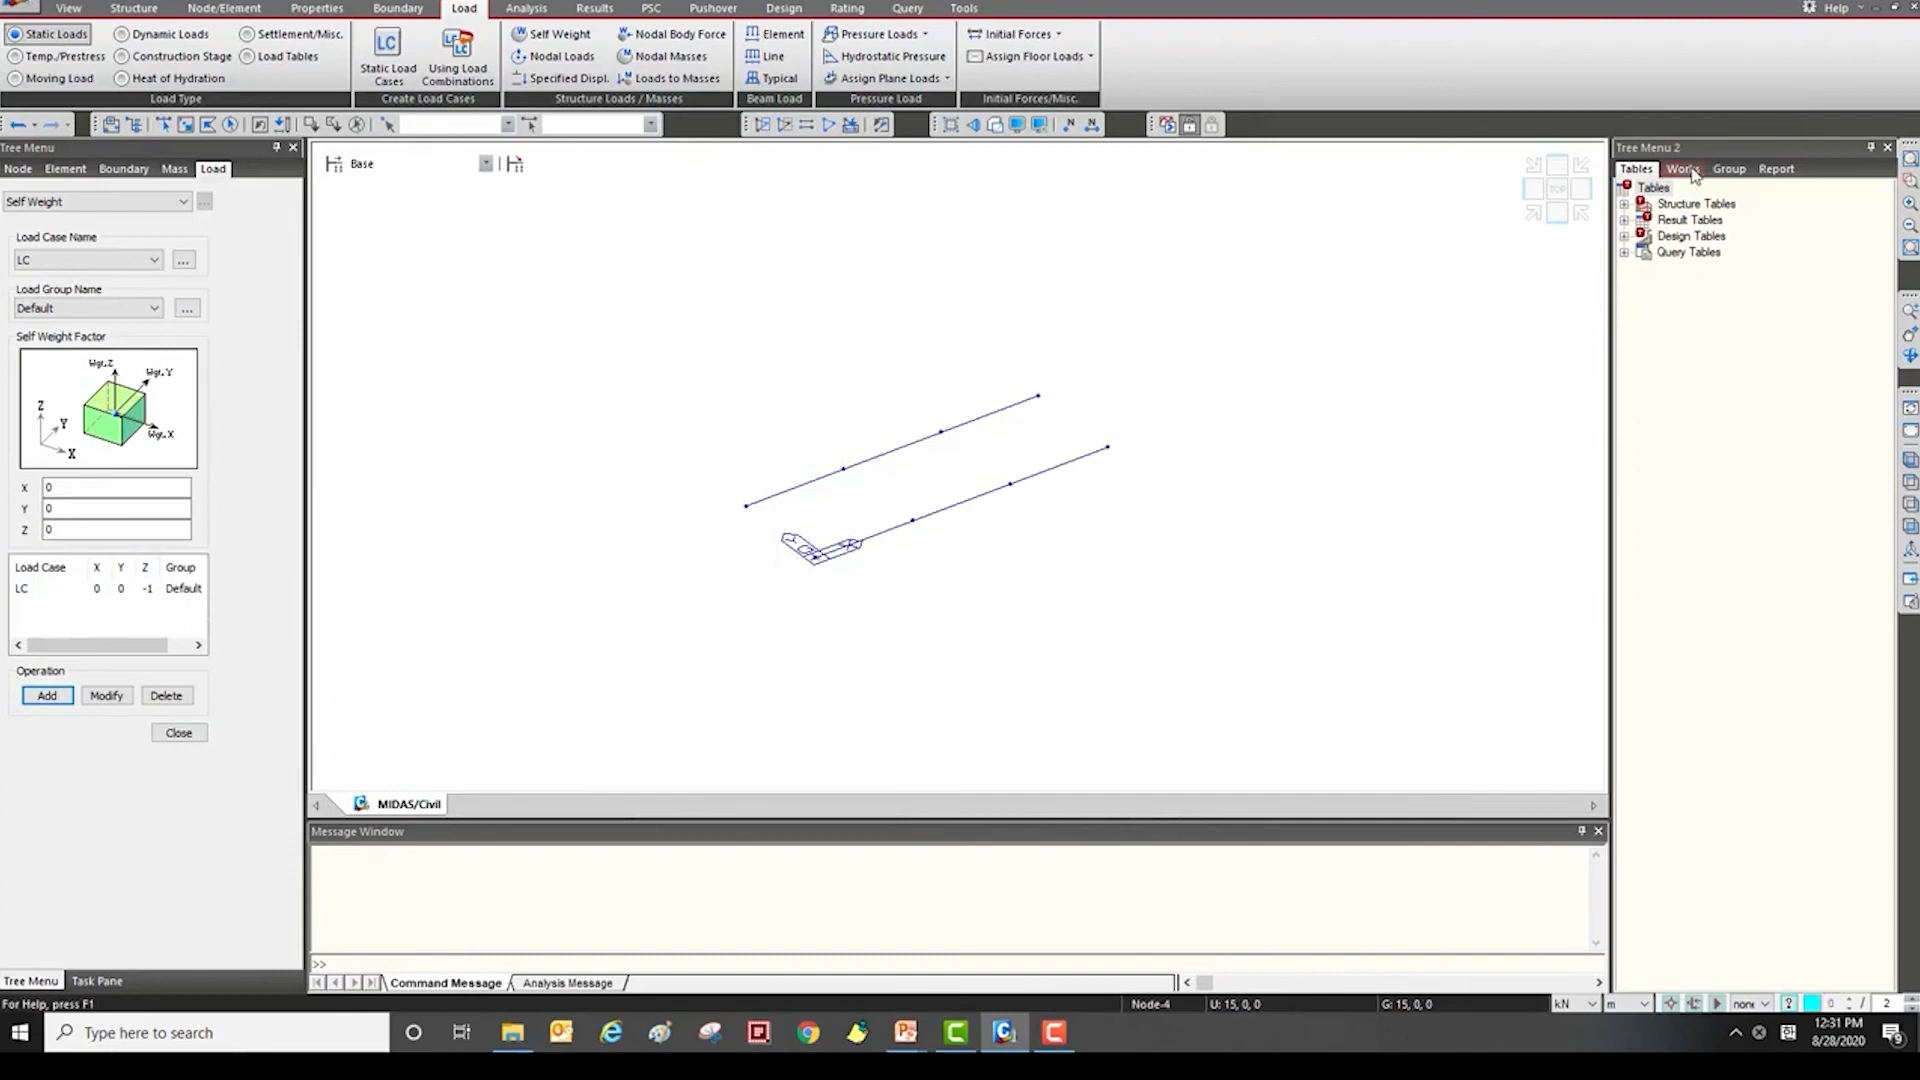 View Structure Node/Element Properties Boundary Load Analysis Results PSC Pushover Design Rating Query Tools Help
Static Loads Dynamic Loads Settlement/Misc.
Temp./Prestress Construction Stage Load Tables
Moving Load Heat of Hydration
Load Type
LC
Static Load Cases
Using Load Combinations
Create Load Cases
Self Weight Nodal Body Force
Nodal Loads Nodal Masses
Specified Displ. Loads to Masses
Structure Loads / Masses
Element
Line
Typical
Beam Load
Pressure Loads
Hydrostatic Pressure
Assign Plane Loads
Pressure Load
Initial Forces
Assign Floor Loads
Initial Forces/Misc.
Tree Menu
Node Element Boundary Mass Load
Self Weight
Load Case Name
LC
Load Group Name
Default
Self Weight Factor
Wgt.Z
Wgt.Y
Wgt.X
Z
Y
X
X 0
Y 0
Z 0
Load Case X Y Z Group
LC 0 0 -1 Default
Operation
Add Modify Delete
Close
Tree Menu Task Pane
Base
TOP
MIDAS/Civil
Message Window
>>
Command Message Analysis Message
Tree Menu 2
Tables Works Group Report
Tables
Structure Tables
Result Tables
Design Tables
Query Tables
For Help, press F1
Node-4 U: 15, 0, 0 G: 15, 0, 0 kN m none 0 / 2
Type here to search
12:31 PM
8/28/2020